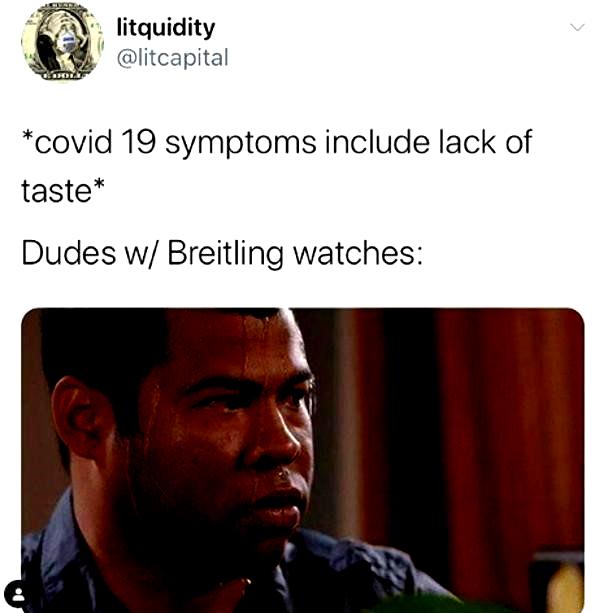 litquidity
@litcapital
*covid 19 symptoms include lack of
taste*
Dudes w/ Breitling watches: